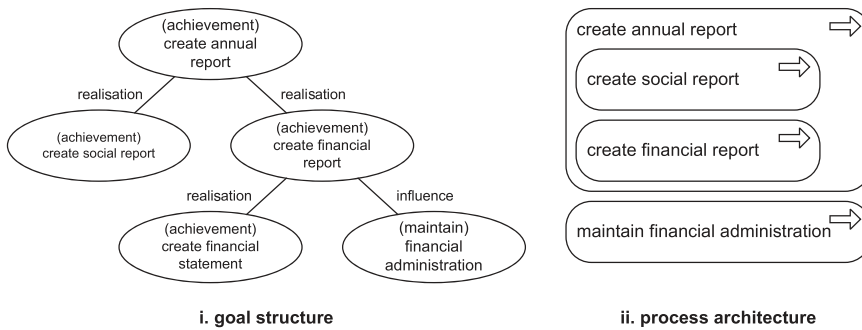 (achievement)
create annual
report
realisation
realisation
(achievement)
create social report
(achievement)
create financial
report
realisation
influence
(achievement)
create financial
statement
(maintain)
financial
administration
i. goal structure
create annual report
create social report
create financial report
maintain financial administration
ii. process architecture